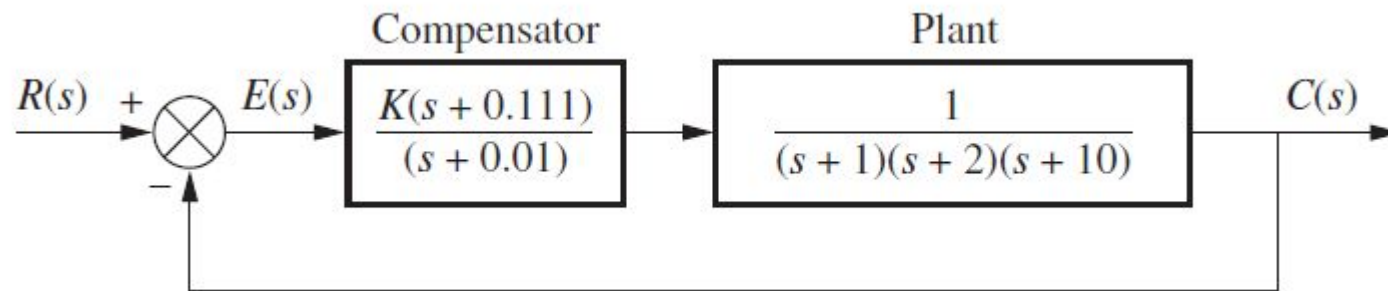 Compensator Plant
R(s) + E(s) K(s + 0.111) 1 C(s)
(s + 0.01) (s + 1)(s + 2)(s + 10)
−